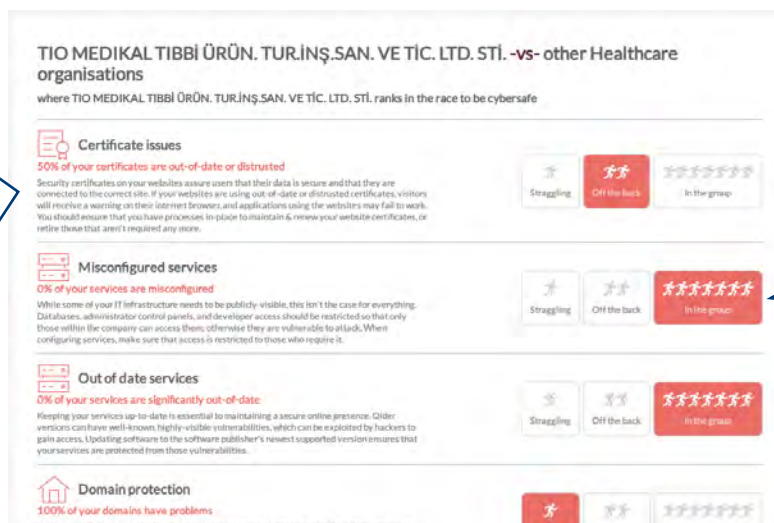 TIO MEDIKAL TIBBİ ÜRÜN. TUR.İNŞ.SAN. VE TİC. LTD. STİ. -vs- other Healthcare
organisations
where TIO MEDIKAL TIBBİ ÜRÜN. TUR.İNŞ.SAN. VE TİC. LTD. STİ. ranks in the race to be cybersafe
Certificate issues
50% of your certificates are out-of-date or distrusted
Security certificates on your websites assure users that their data is secure and that they are
connected to the correct site. If your websites are using out-of-date or distrusted certificates, visitors
will receive a warning on their internet browser, and applications using the websites may fail to work.
You should ensure that you have processes in-place to maintain & renew your website certificates, or
retire those that aren't required any more.
Straggling
Off the back
In the group
Misconfigured services
0% of your services are misconfigured
While some of your IT infrastructure needs to be publicly-visible, this isn't the case for everything.
Databases, administrator control panels, and developer access should be restricted so that only
those within the company can access them; otherwise they are vulnerable to attack. When
configuring services, make sure that access is restricted to those who require it.
Straggling
Off the back
In the group
Out of date services
0% of your services are significantly out-of-date
Keeping your services up-to-date is essential to maintaining a secure online presence. Older
versions can have well-known, highly-visible vulnerabilities, which can be exploited by hackers to
gain access. Updating software to the software publisher's newest supported version ensures that
your services are protected from those vulnerabilities.
Straggling
Off the back
In the group
Domain protection
100% of your domains have problems